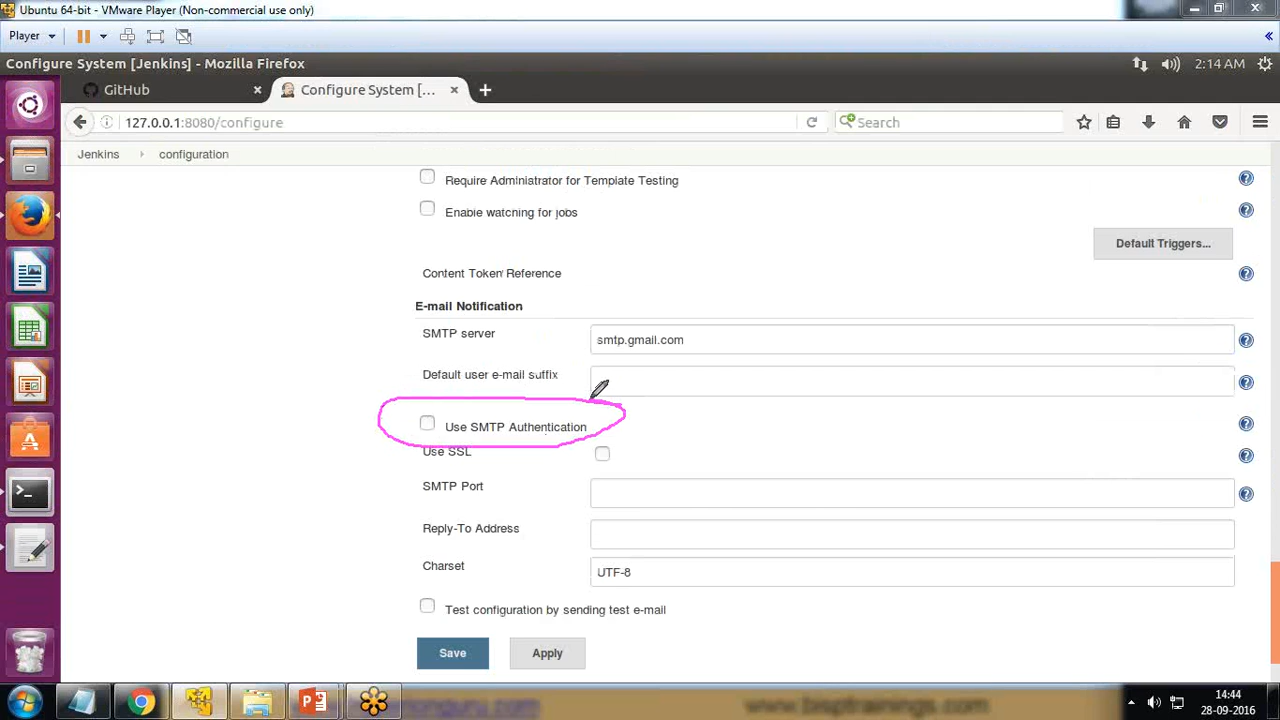 Ubuntu 64-bit - VMware Player (Non-commercial use only)
Player
Configure System [Jenkins] - Mozilla Firefox
2:14 AM
GitHub
Configure System [...
127.0.0.1:8080/configure
Search
Jenkins
configuration
Require Administrator for Template Testing
Enable watching for jobs
Default Triggers...
Content Token Reference
E-mail Notification
SMTP server
smtp.gmail.com
Default user e-mail suffix
Use SMTP Authentication
Use SSL
SMTP Port
Reply-To Address
Charset
UTF-8
Test configuration by sending test e-mail
Save
Apply
14:44
28-09-2016